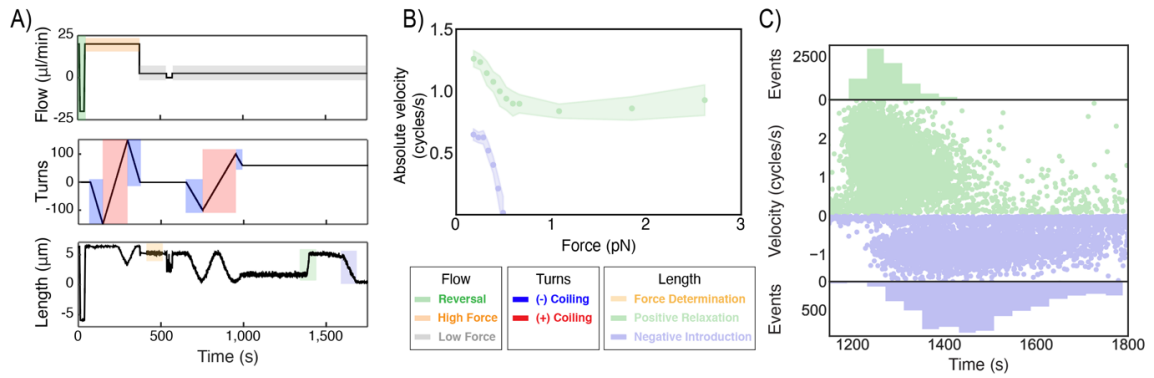 A)
Flow (µl/min)
25
0
-25
Turns
100
0
-100
Length (µm)
5
0
-5
0
500
1,000
1,500
Time (s)
B)
Absolute velocity
(cycles/s)
1.5
1.0
0.5
1
2
3
Force (pN)
Flow
Reversal
High Force
Low Force
Turns
(-) Coiling
(+) Coiling
Length
Force Determination
Positive Relaxation
Negative Introduction
C)
Events
2500
0
Velocity (cycles/s)
2
1
0
−1
0
Events
500
1200
1400
1600
1800
Time (s)